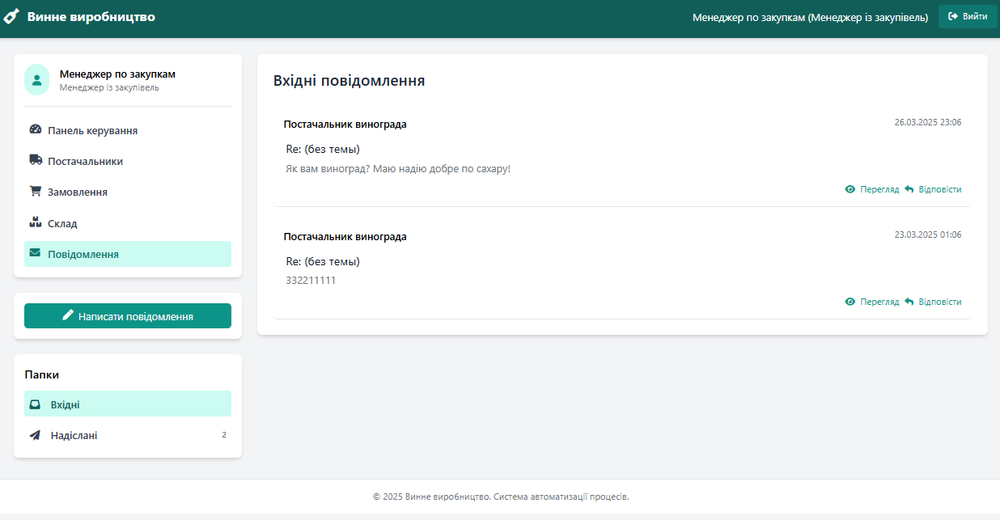 Винне виробництво
Менеджер по закупкам (Менеджер із закупівель)
Вийти
Менеджер по закупкам
Менеджер із закупівель
Панель керування
Постачальники
Замовлення
Склад
Повідомлення
Написати повідомлення
Папки
Вхідні
Надіслані 2
Вхідні повідомлення
Постачальник винограда 26.03.2025 23:06
Re: (без темы)
Як вам виноград? Маю надію добре по сахару!
Перегляд Відповісти
Постачальник винограда 23.03.2025 01:06
Re: (без темы)
332211111
Перегляд Відповісти
© 2025 Винне виробництво. Система автоматизації процесів.